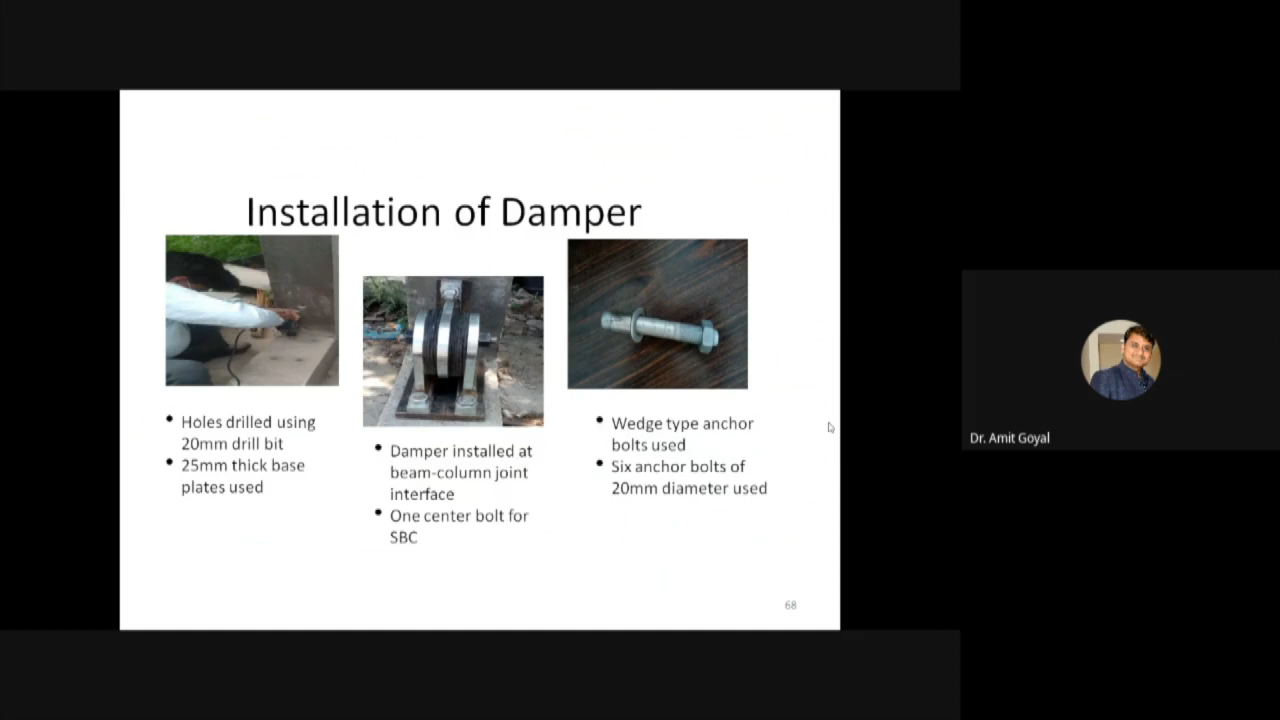 Installation of Damper
• Holes drilled using
20mm drill bit
• 25mm thick base
plates used
• Damper installed at
beam-column joint
interface
• One center bolt for
SBC
• Wedge type anchor
bolts used
• Six anchor bolts of
20mm diameter used
68
Dr. Amit Goyal